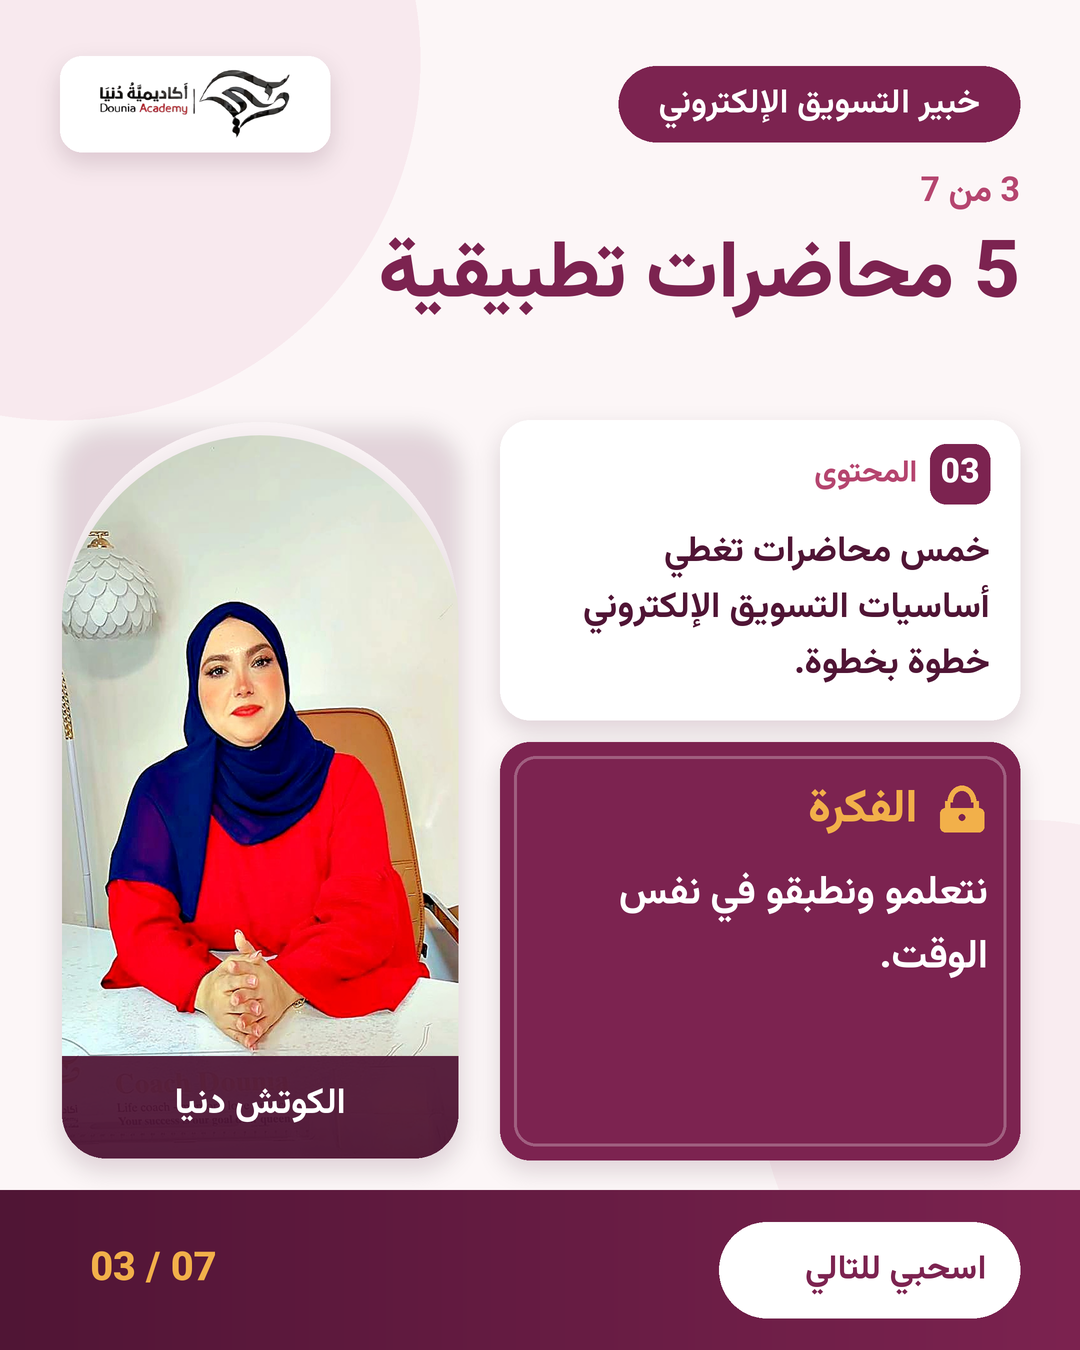 خبير التسويق الإلكتروني
أكاديميَّةُ دُنيَا
Dounia Academy
3 من 7
5 محاضرات تطبيقية
03
المحتوى
خمس محاضرات تغطي
أساسيات التسويق الإلكتروني
خطوة بخطوة.
الفكرة
نتعلمو ونطبقو في نفس
الوقت.
الكوتش دنيا
اسحبي للتالي
03 / 07